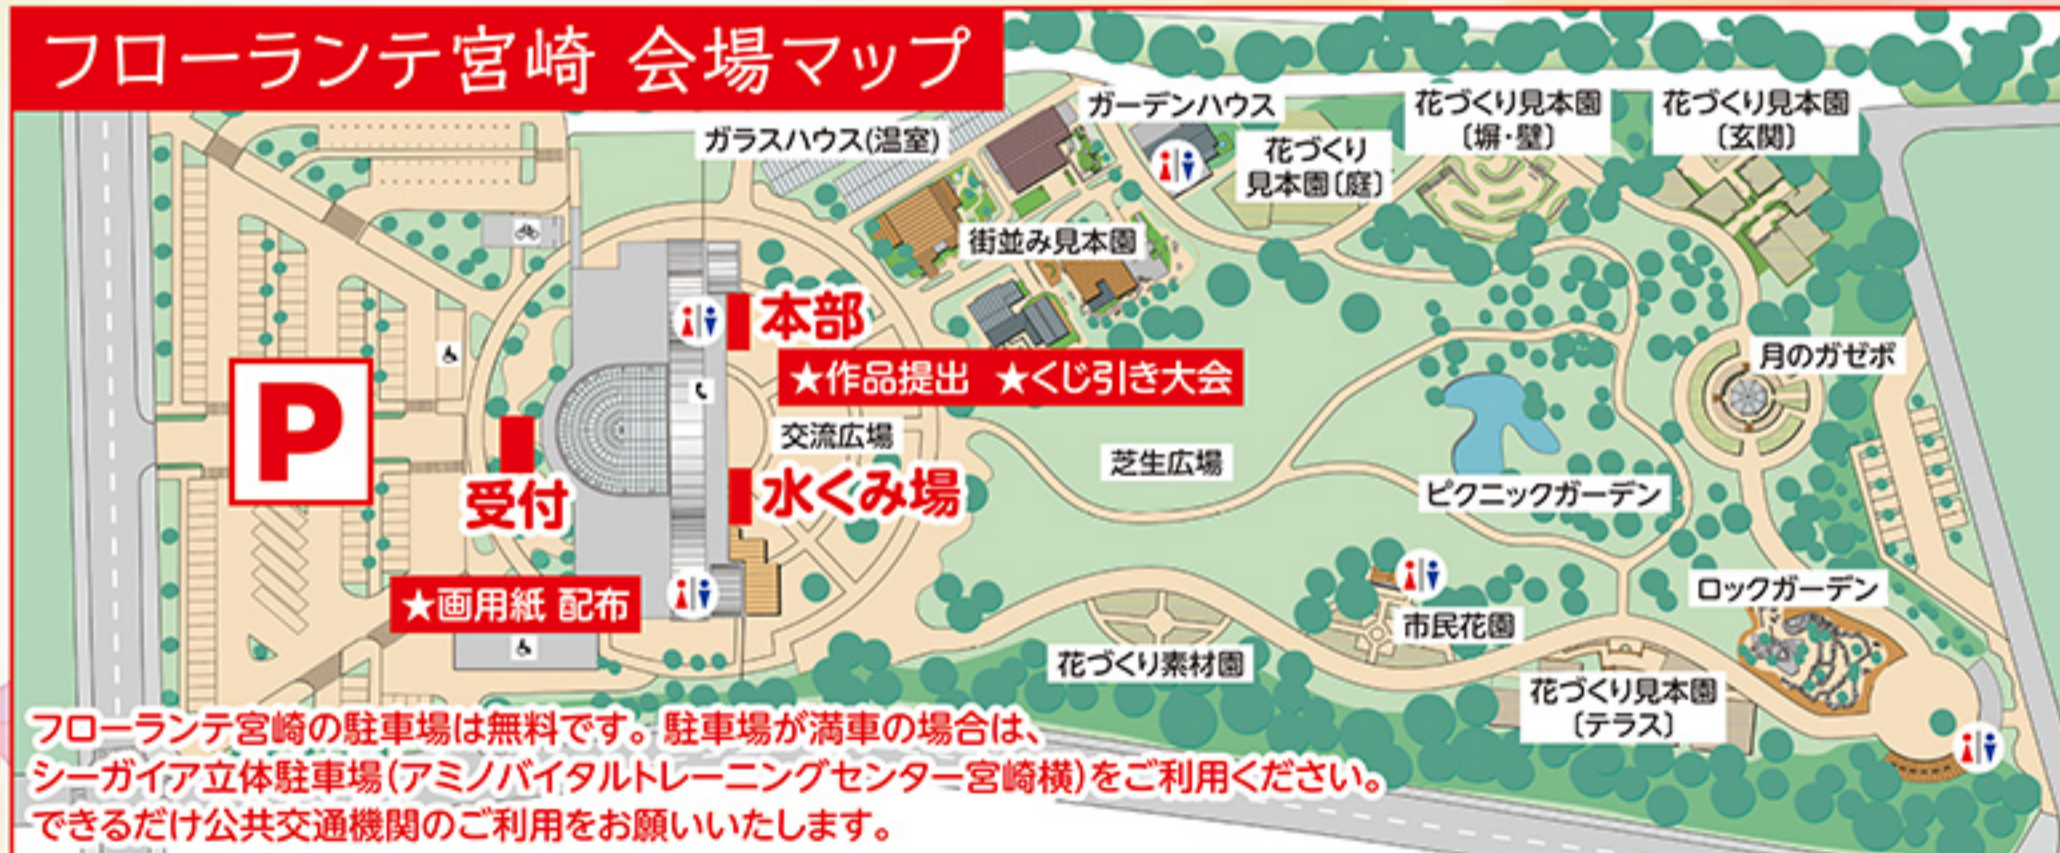 フローランテ宮崎 会場マップ
ガラスハウス(温室)
ガーデンハウス
花づくり
見本園〔庭〕
花づくり見本園
〔塀・壁〕
花づくり見本園
〔玄関〕
街並み見本園
本部
★作品提出 ★くじ引き大会
月のガゼボ
P
受付
交流広場
水くみ場
芝生広場
ピクニックガーデン
★画用紙 配布
ロックガーデン
市民花園
花づくり素材園
花づくり見本園
〔テラス〕
フローランテ宮崎の駐車場は無料です。駐車場が満車の場合は、
シーガイア立体駐車場(アミノバイタルトレーニングセンター宮崎横)をご利用ください。
できるだけ公共交通機関のご利用をお願いいたします。